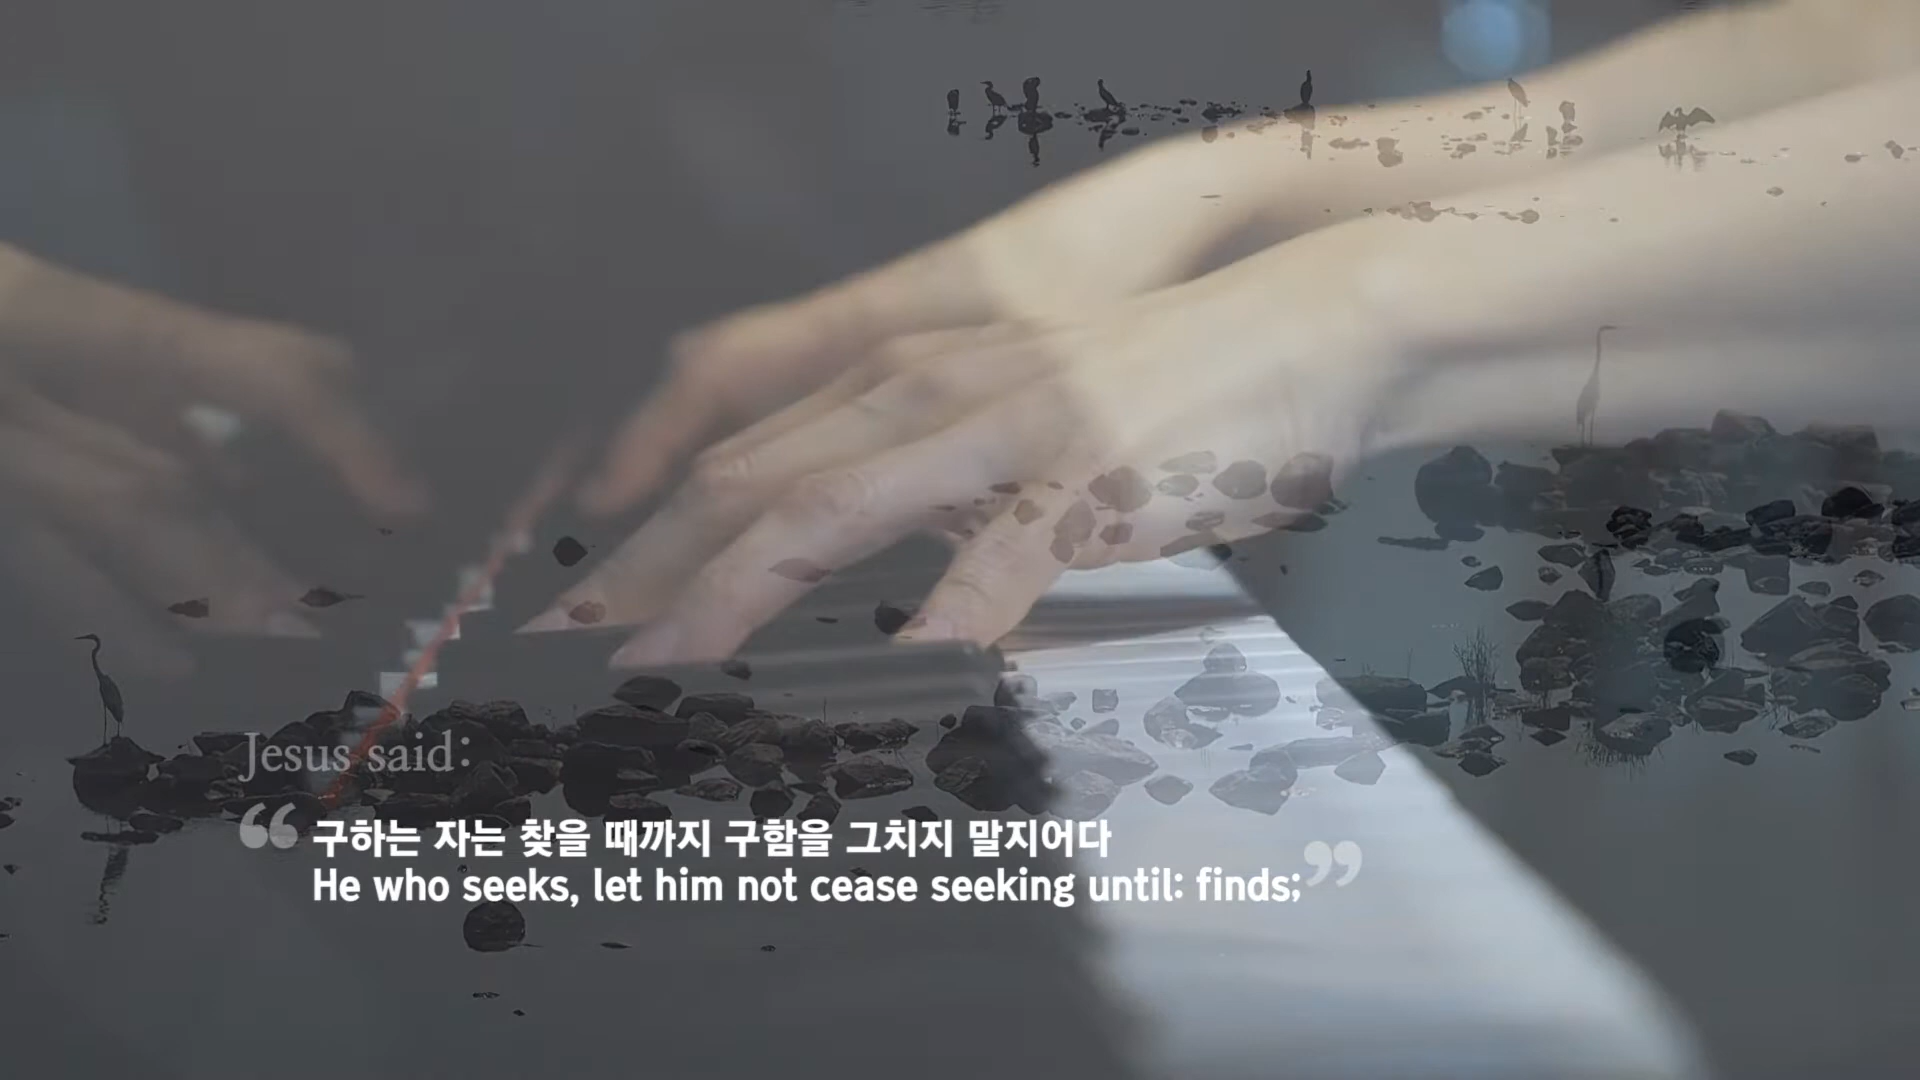 Jesus said:
“구하는 자는 찾을 때까지 구함을 그치지 말지어다
He who seeks, let him not cease seeking until: finds;”